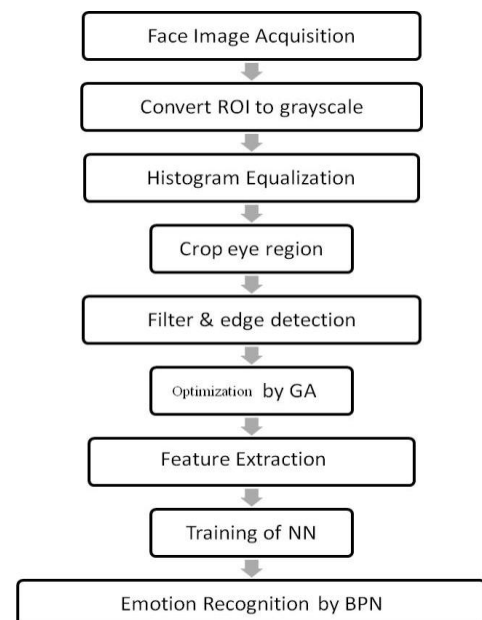 Face Image Acquisition
Convert ROI to grayscale
Histogram Equalization
Crop eye region
Filter & edge detection
Optimization by GA
Feature Extraction
Training of NN
Emotion Recognition by BPN